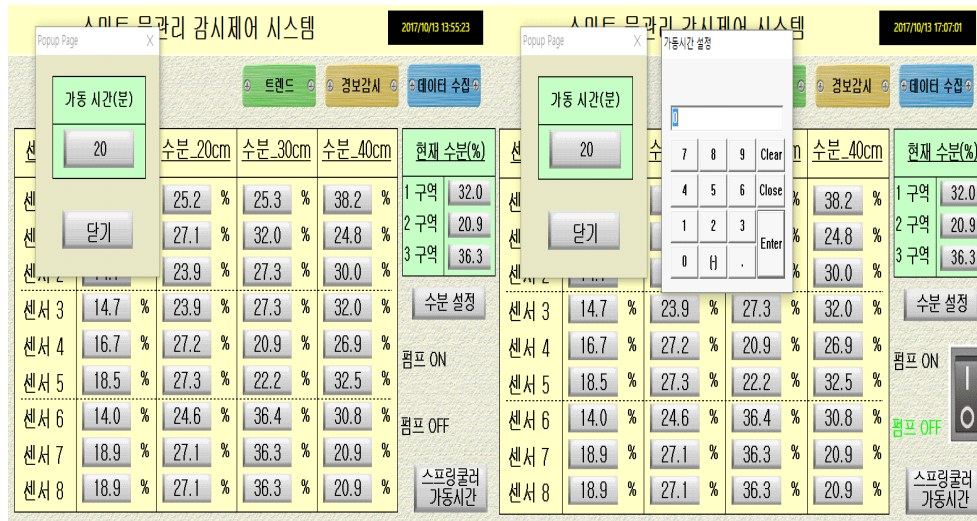 스마트 물관리 감시제어 시스템
2017/10/13 13:55:23
Popup Page
가동 시간(분)
20
닫기
트렌드
경보감시
데이터 수집
수분_20cm 수분_30cm 수분_40cm
현재 수분(%)
25.2 % 25.3 % 38.2 %
1 구역 32.0
27.1 % 32.0 % 24.8 %
2 구역 20.9
23.9 % 27.3 % 30.0 %
3 구역 36.3
센서 3 14.7 % 23.9 % 27.3 % 32.0 %
수분 설정
센서 4 16.7 % 27.2 % 20.9 % 26.9 %
펌프 ON
센서 5 18.5 % 27.3 % 22.2 % 32.5 %
센서 6 14.0 % 24.6 % 36.4 % 30.8 %
펌프 OFF
센서 7 18.9 % 27.1 % 36.3 % 20.9 %
센서 8 18.9 % 27.1 % 36.3 % 20.9 %
스프링쿨러
가동시간
스마트 물관리 감시제어 시스템
2017/10/13 17:07:01
Popup Page
가동 시간(분)
20
닫기
가동시간 설정
0
7 8 9 Clear
4 5 6 Close
1 2 3 Enter
0 (-) .
경보감시
데이터 수집
수분_40cm
현재 수분(%)
38.2 %
1 구역 32.0
24.8 %
2 구역 20.9
30.0 %
3 구역 36.3
센서 3 14.7 % 23.9 % 27.3 % 32.0 %
수분 설정
센서 4 16.7 % 27.2 % 20.9 % 26.9 %
펌프 ON
센서 5 18.5 % 27.3 % 22.2 % 32.5 %
센서 6 14.0 % 24.6 % 36.4 % 30.8 %
펌프 OFF
센서 7 18.9 % 27.1 % 36.3 % 20.9 %
센서 8 18.9 % 27.1 % 36.3 % 20.9 %
스프링쿨러
가동시간